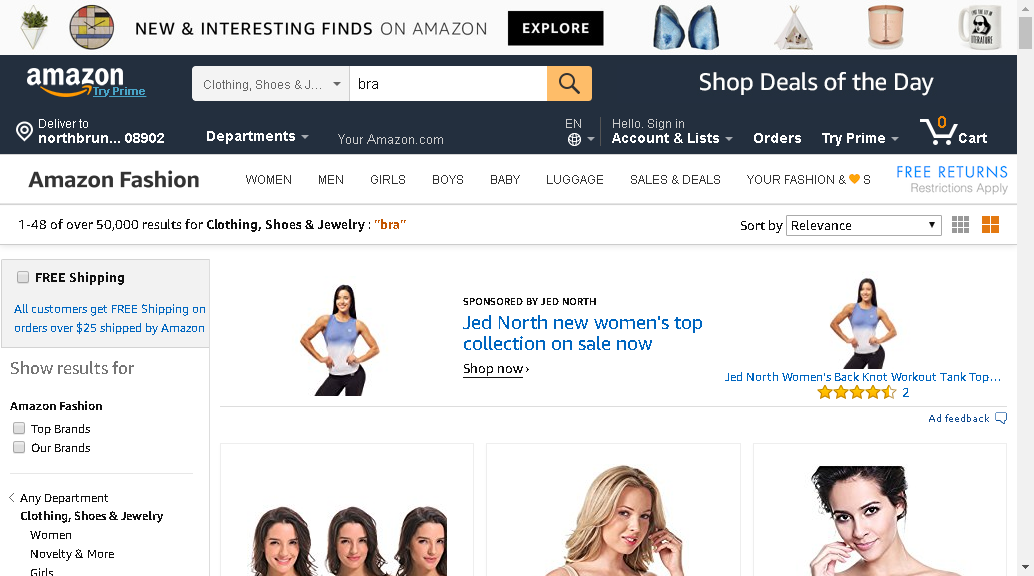 NEW & INTERESTING FINDS ON AMAZON EXPLORE
LITERATURE
amazon
Try Prime
Clothing, Shoes & J...
bra
Shop Deals of the Day
Deliver to
northbrun... 08902
Departments
Your Amazon.com
EN
Hello. Sign in
Account & Lists
Orders
Try Prime
0
Cart
Amazon Fashion
WOMEN MEN GIRLS BOYS BABY LUGGAGE SALES & DEALS YOUR FASHION & 🧡 S
FREE RETURNS
Restrictions Apply
1-48 of over 50,000 results for Clothing, Shoes & Jewelry : "bra"
Sort by Relevance
FREE Shipping
All customers get FREE Shipping on
orders over $25 shipped by Amazon
Show results for
Amazon Fashion
Top Brands
Our Brands
Any Department
Clothing, Shoes & Jewelry
Women
Novelty & More
Girls
SPONSORED BY JED NORTH
Jed North new women's top
collection on sale now
Shop now ›
Jed North Women's Back Knot Workout Tank Top...
2
Ad feedback